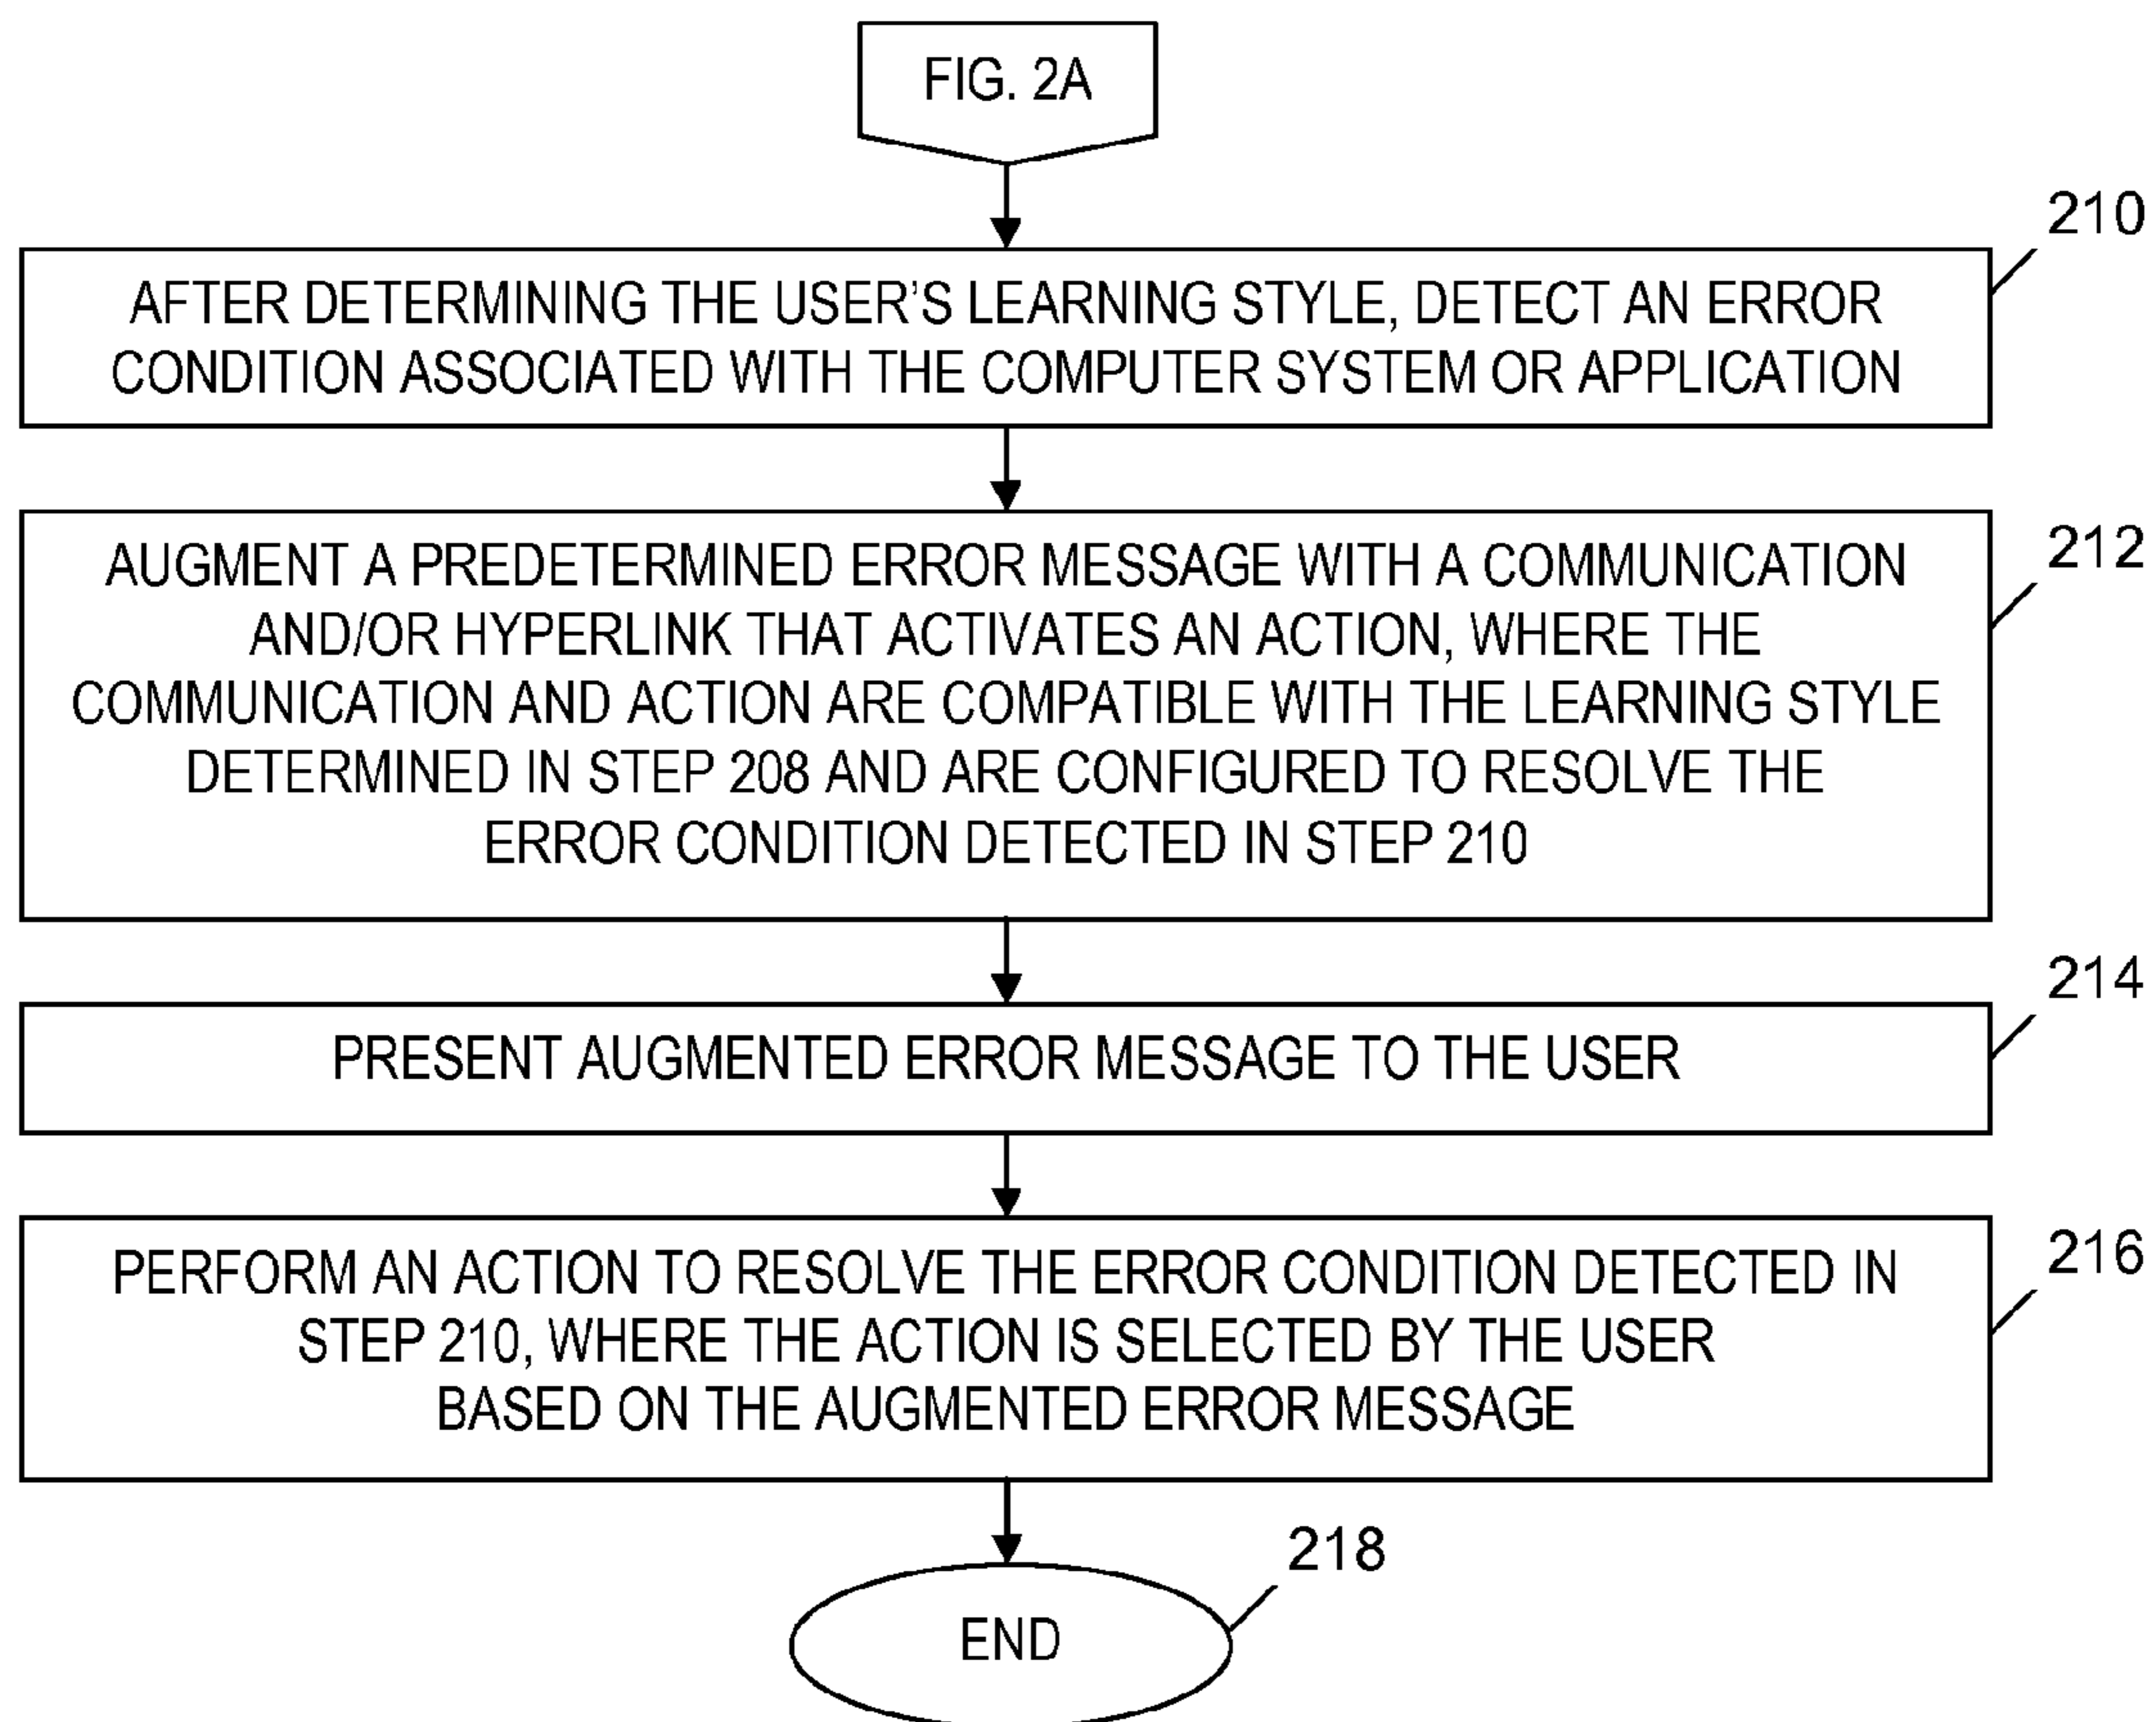 FIG. 2A
210
AFTER DETERMINING THE USER’S LEARNING STYLE, DETECT AN ERROR
CONDITION ASSOCIATED WITH THE COMPUTER SYSTEM OR APPLICATION
212
AUGMENT A PREDETERMINED ERROR MESSAGE WITH A COMMUNICATION
AND/OR HYPERLINK THAT ACTIVATES AN ACTION, WHERE THE
COMMUNICATION AND ACTION ARE COMPATIBLE WITH THE LEARNING STYLE
DETERMINED IN STEP 208 AND ARE CONFIGURED TO RESOLVE THE
ERROR CONDITION DETECTED IN STEP 210
214
PRESENT AUGMENTED ERROR MESSAGE TO THE USER
216
PERFORM AN ACTION TO RESOLVE THE ERROR CONDITION DETECTED IN
STEP 210, WHERE THE ACTION IS SELECTED BY THE USER
BASED ON THE AUGMENTED ERROR MESSAGE
218
END